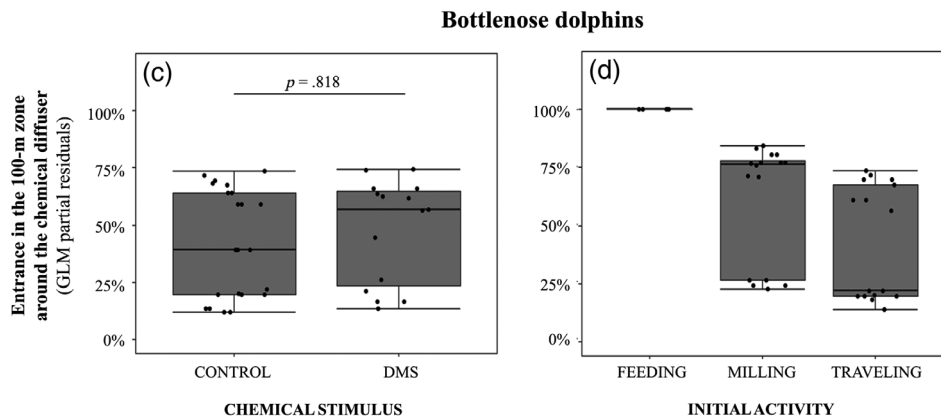 Bottlenose dolphins
Entrance in the 100-m zone
around the chemical diffuser
(GLM partial residuals)
(c)
p = .818
100%
75%
50%
25%
0%
CONTROL
DMS
CHEMICAL STIMULUS
(d)
100%
75%
50%
25%
0%
FEEDING
MILLING
TRAVELING
INITIAL ACTIVITY